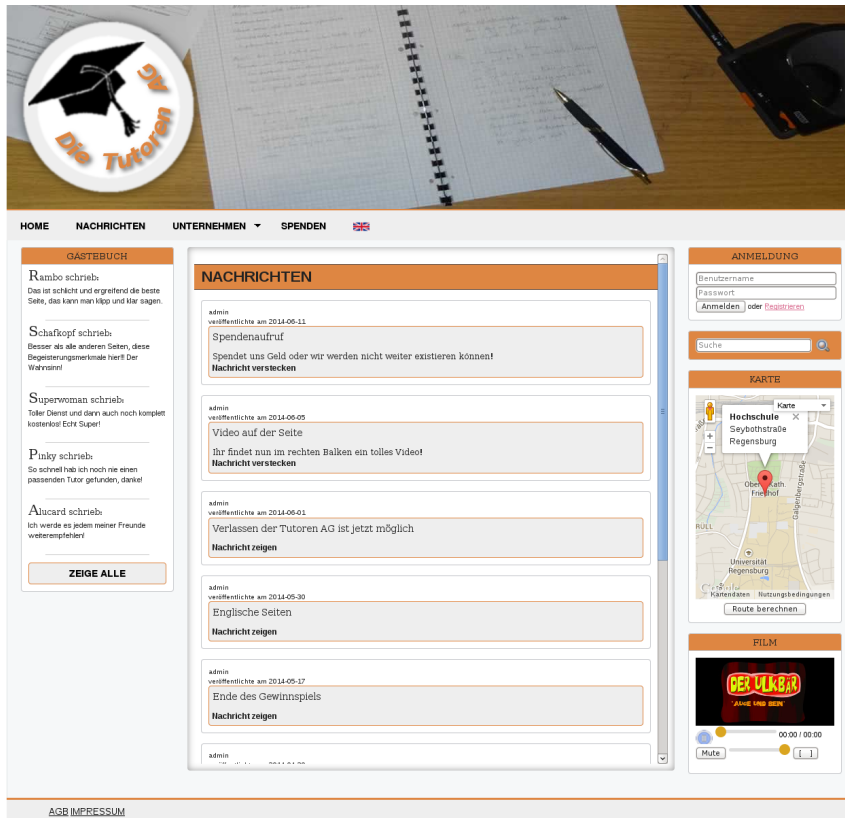 Die Tutoren AG
HOME NACHRICHTEN UNTERNEHMEN SPENDEN
GÄSTEBUCH
Rambo schrieb:
Das ist schlicht und ergreifend die beste
Seite, das kann man klipp und klar sagen.
Schafkopf schrieb:
Besser als alle anderen Seiten, diese
Begeisterungsmerkmale hier!! Der
Wahnsinn!
Superwoman schrieb:
Toller Dienst und dann auch noch komplett
kostenlos! Echt Super!
Pinky schrieb:
So schnell hab ich noch nie einen
passenden Tutor gefunden, danke!
Alucard schrieb:
Ich werde es jedem meiner Freunde
weiterempfehlen!
ZEIGE ALLE
NACHRICHTEN
admin
veröffentlichte am 2014-06-11
Spendenaufruf
Spendet uns Geld oder wir werden nicht weiter existieren können!
Nachricht verstecken
admin
veröffentlichte am 2014-06-05
Video auf der Seite
Ihr findet nun im rechten Balken ein tolles Video!
Nachricht verstecken
admin
veröffentlichte am 2014-06-01
Verlassen der Tutoren AG ist jetzt möglich
Nachricht zeigen
admin
veröffentlichte am 2014-05-30
Englische Seiten
Nachricht zeigen
admin
veröffentlichte am 2014-05-17
Ende des Gewinnspiels
Nachricht zeigen
admin
ANMELDUNG
Benutzername
Passwort
Anmelden oder Registrieren
Suche
KARTE
Karte
Hochschule
Seybothstraße
Regensburg
Galgenbergstraße
Universität
Regensburg
Kartendaten Nutzungsbedingungen
Route berechnen
FILM
DER ULKBÄR
00:00 / 00:00
Mute [ ]
AGB IMPRESSUM